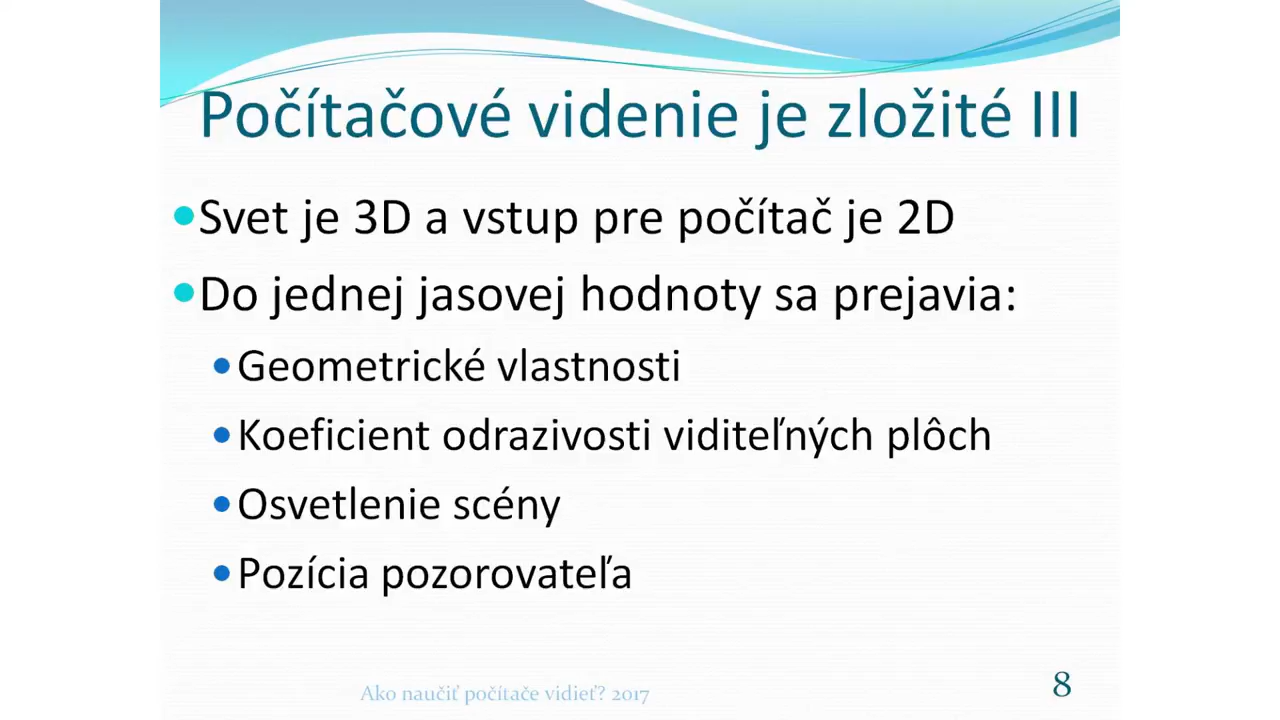 Počítačové videnie je zložité III
Svet je 3D a vstup pre počítač je 2D
Do jednej jasovej hodnoty sa prejavia:
Geometrické vlastnosti
Koeficient odrazivosti viditeľných plôch
Osvetlenie scény
Pozícia pozorovateľa
Ako naučiť počítače vidieť? 2017
8